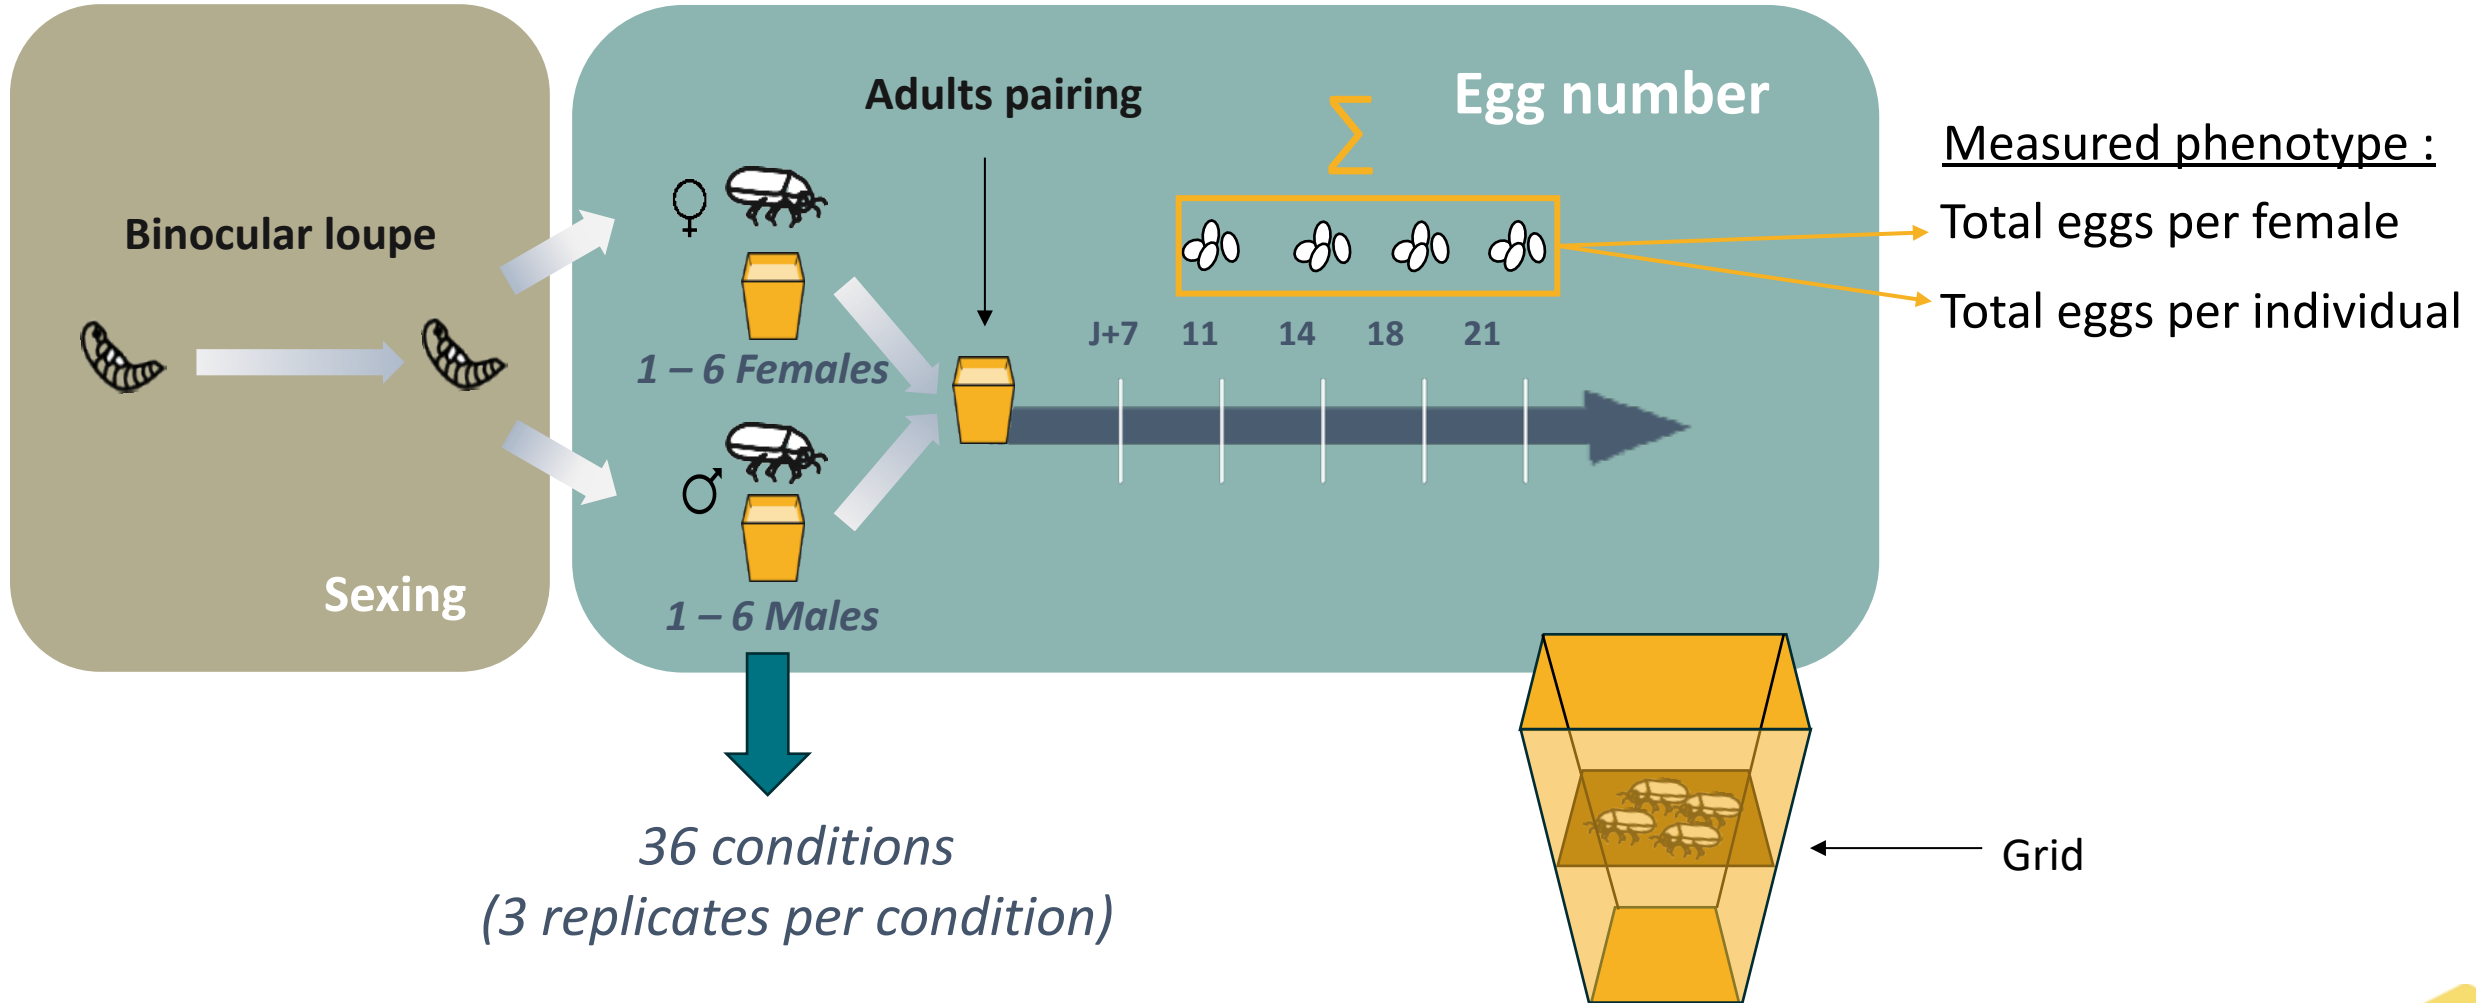 Binocular loupe
Sexing
Adults pairing
Egg number
∑
♀
1 – 6 Females
♂
1 – 6 Males
J+7 11 14 18 21
Measured phenotype :
Total eggs per female
Total eggs per individual
36 conditions
(3 replicates per condition)
Grid